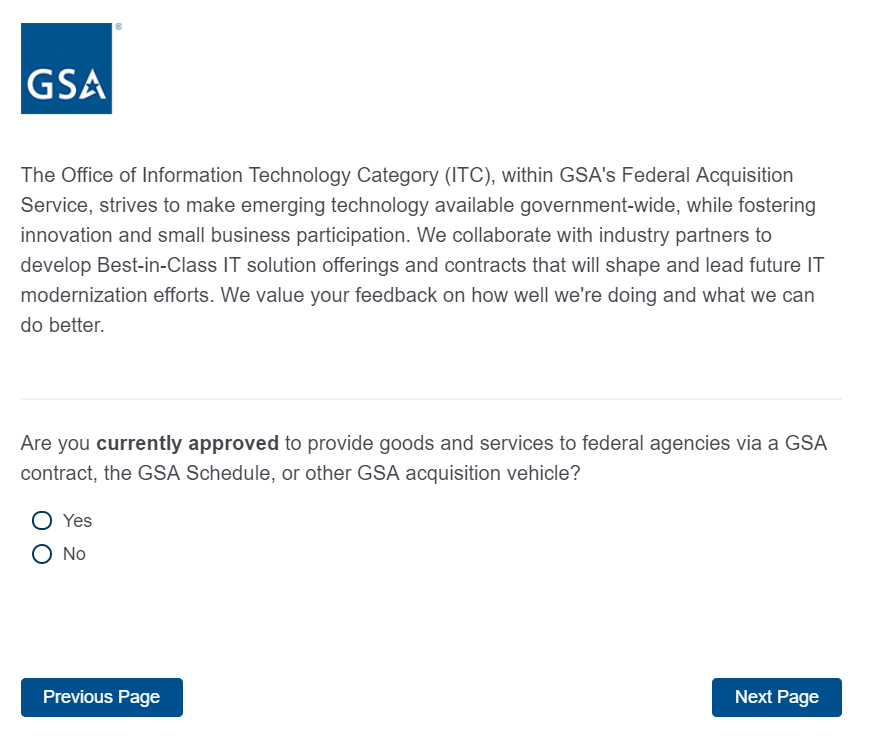 GSA®
The Office of Information Technology Category (ITC), within GSA's Federal Acquisition
Service, strives to make emerging technology available government-wide, while fostering
innovation and small business participation. We collaborate with industry partners to
develop Best-in-Class IT solution offerings and contracts that will shape and lead future IT
modernization efforts. We value your feedback on how well we're doing and what we can
do better.
Are you currently approved to provide goods and services to federal agencies via a GSA
contract, the GSA Schedule, or other GSA acquisition vehicle?
Yes
No
Previous Page
Next Page